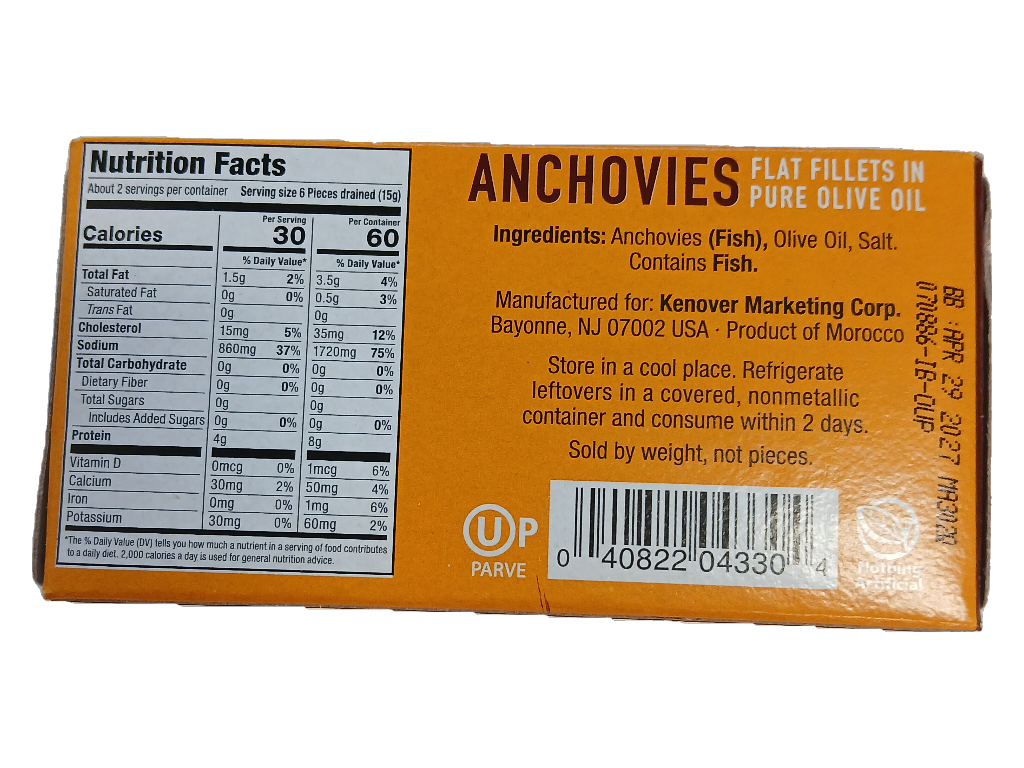 Nutrition Facts
About 2 servings per container Serving size 6 Pieces drained (15g)
Per Serving Per Container
Calories 30 60
% Daily Value* % Daily Value*
Total Fat 1.5g 2% 3.5g 4%
Saturated Fat 0g 0% 0.5g 3%
Trans Fat 0g 0g
Cholesterol 15mg 5% 35mg 12%
Sodium 860mg 37% 1720mg 75%
Total Carbohydrate 0g 0% 0g 0%
Dietary Fiber 0g 0% 0g 0%
Total Sugars 0g 0g
Includes Added Sugars 0g 0% 0g 0%
Protein 4g 8g
Vitamin D 0mcg 0% 1mcg 6%
Calcium 30mg 2% 50mg 4%
Iron 0mg 0% 1mg 6%
Potassium 30mg 0% 60mg 2%
*The % Daily Value (DV) tells you how much a nutrient in a serving of food contributes
to a daily diet. 2,000 calories a day is used for general nutrition advice.
ANCHOVIES
FLAT FILLETS IN
PURE OLIVE OIL
Ingredients: Anchovies (Fish), Olive Oil, Salt.
Contains Fish.
Manufactured for: Kenover Marketing Corp.
Bayonne, NJ 07002 USA · Product of Morocco
Store in a cool place. Refrigerate
leftovers in a covered, nonmetallic
container and consume within 2 days.
Sold by weight, not pieces.
U P
PARVE
0 40822 04330 4
Nothing
Artificial
BB :APR 29 2027